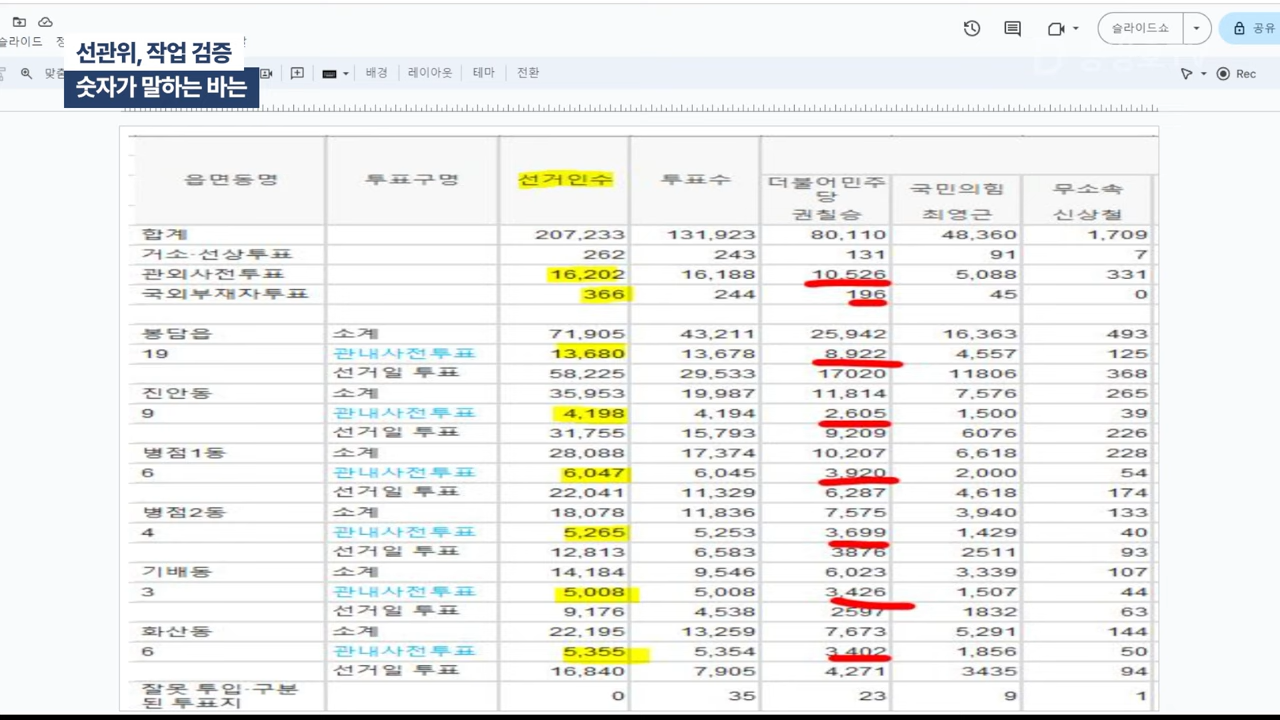 슬라이드쇼
공유
선관위, 작업 검증
숫자가 말하는 바는
배경 레이아웃 테마 전환
Rec
읍면동명 투표구명 선거인수 투표수 더불어민주당 권칠승 국민의힘 최영근 무소속 신상철
합계 207,233 131,923 80,110 48,360 1,709
거소·선상투표 262 243 131 91 7
관외사전투표 16,202 16,188 10,526 5,088 331
국외부재자투표 366 244 196 45 0
봉담읍 소계 71,905 43,211 25,942 16,363 493
19 관내사전투표 13,680 13,678 8,922 4,557 125
선거일 투표 58,225 29,533 17020 11806 368
진안동 소계 35,953 19,987 11,814 7,576 265
9 관내사전투표 4,198 4,194 2,605 1,500 39
선거일 투표 31,755 15,793 9,209 6076 226
병점1동 소계 28,088 17,374 10,207 6,618 228
6 관내사전투표 6,047 6,045 3,920 2,000 54
선거일 투표 22,041 11,329 6,287 4,618 174
병점2동 소계 18,078 11,836 7,575 3,940 133
4 관내사전투표 5,265 5,253 3,699 1,429 40
선거일 투표 12,813 6,583 3876 2511 93
기배동 소계 14,184 9,546 6,023 3,339 107
3 관내사전투표 5,008 5,008 3,426 1,507 44
선거일 투표 9,176 4,538 2597 1832 63
화산동 소계 22,195 13,259 7,673 5,291 144
6 관내사전투표 5,355 5,354 3,402 1,856 50
선거일 투표 16,840 7,905 4,271 3435 94
잘못 투입·구분된 투표지 0 35 23 9 1